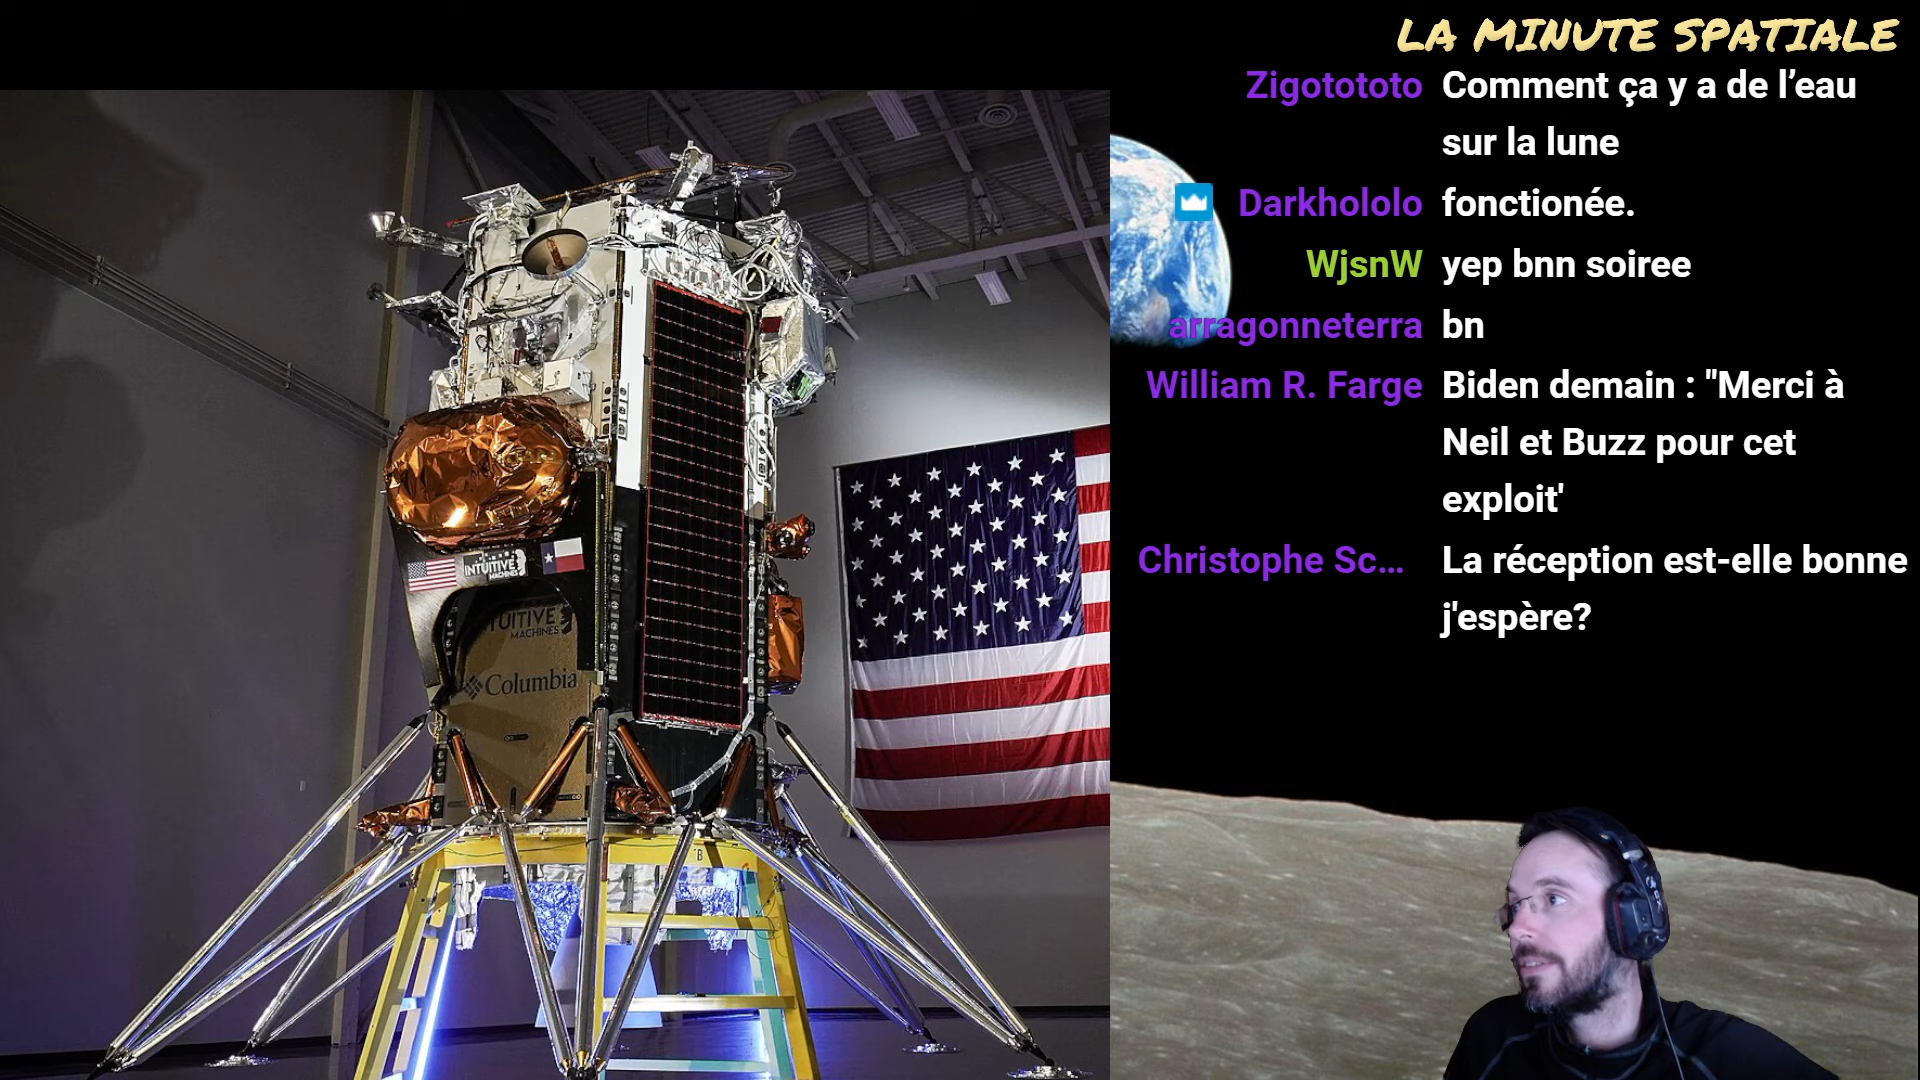 LA MINUTE SPATIALE
Zigotototo Comment ça y a de l’eau
sur la lune
Darkhololo fonctionée.
WjsnW yep bnn soiree
arragonneterra bn
William R. Farge Biden demain : "Merci à
Neil et Buzz pour cet
exploit'
Christophe Sc... La réception est-elle bonne
j'espère?
INTUITIVE
MACHINES
TUITIVE
MACHINES
Columbia